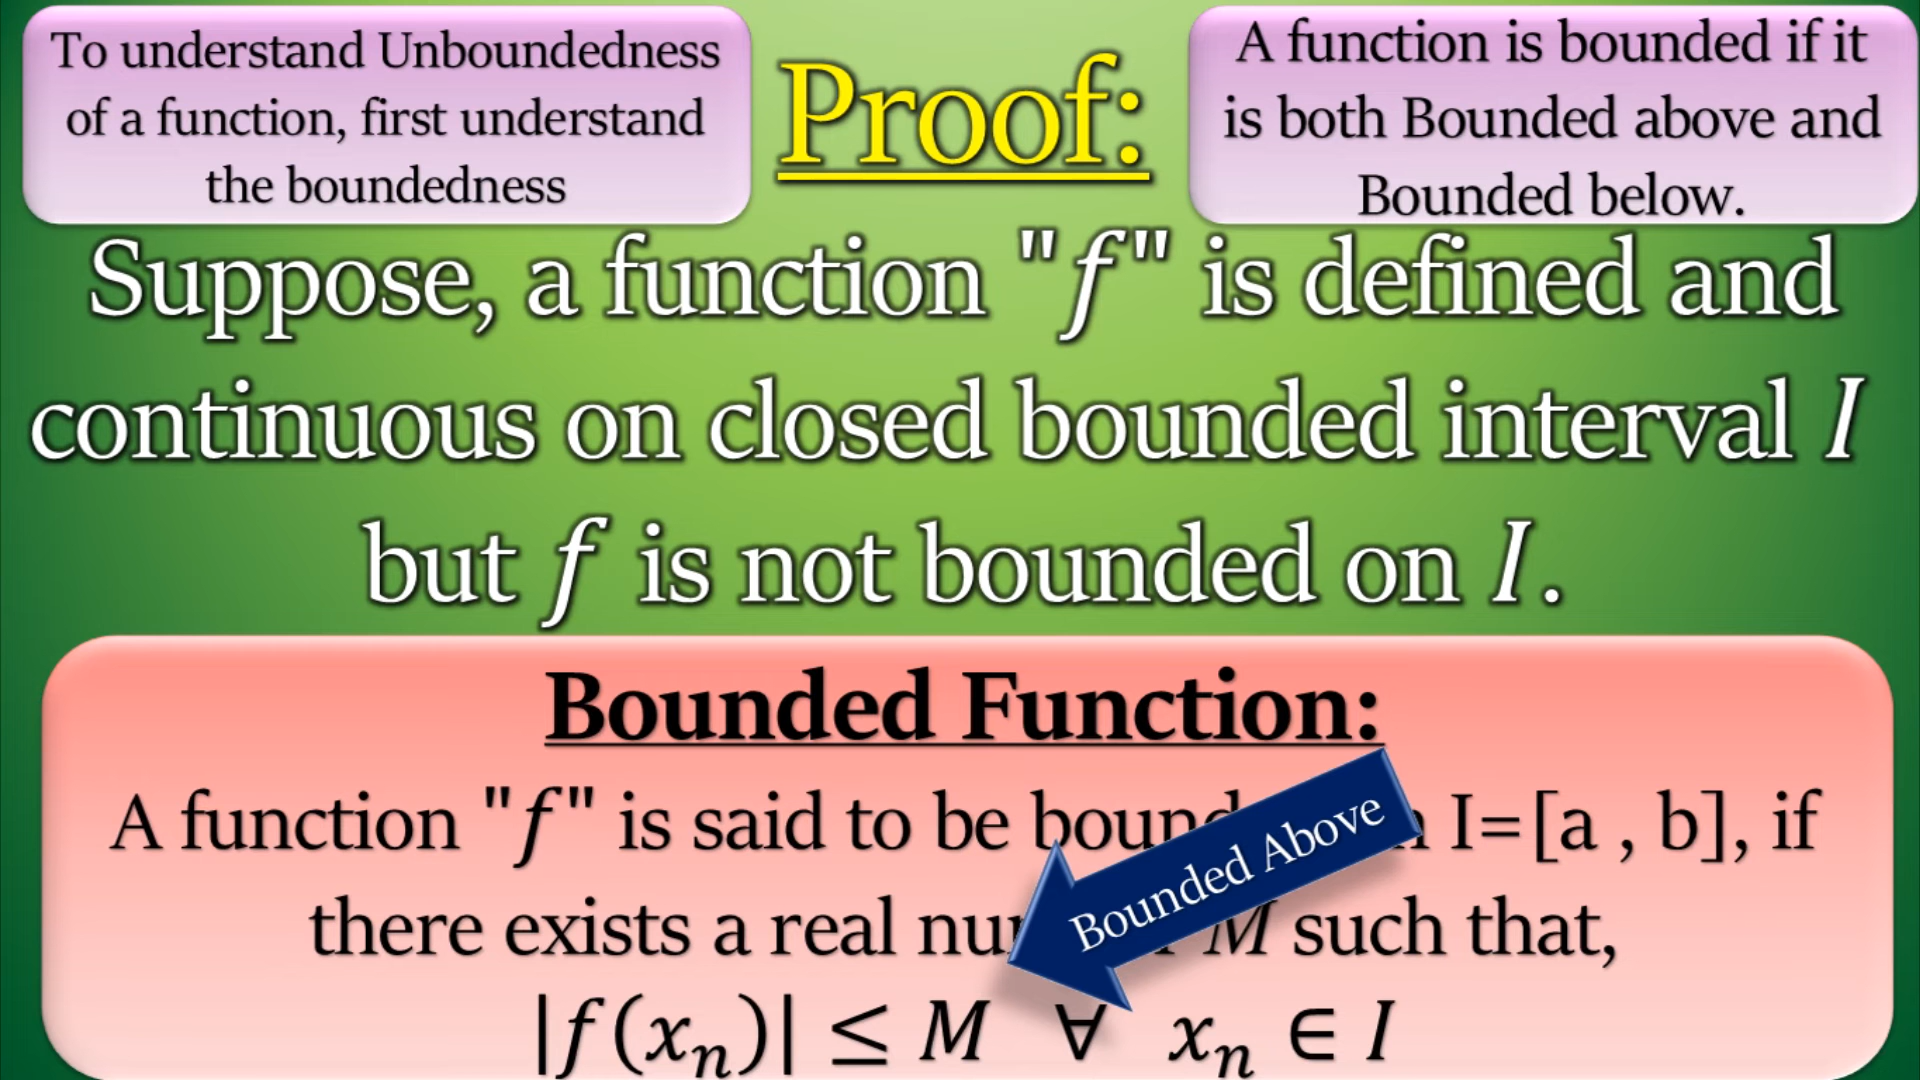 To understand Unboundedness
of a function, first understand
the boundedness
Proof:
A function is bounded if it
is both Bounded above and
Bounded below.
Suppose, a function "f" is defined and
continuous on closed bounded interval I
but f is not bounded on I.
Bounded Function:
A function "f" is said to be I=[a , b], if
there exists a real M such that,
|f(xₙ)| ≤ M ∀ xₙ ∈ I
Bounded Above